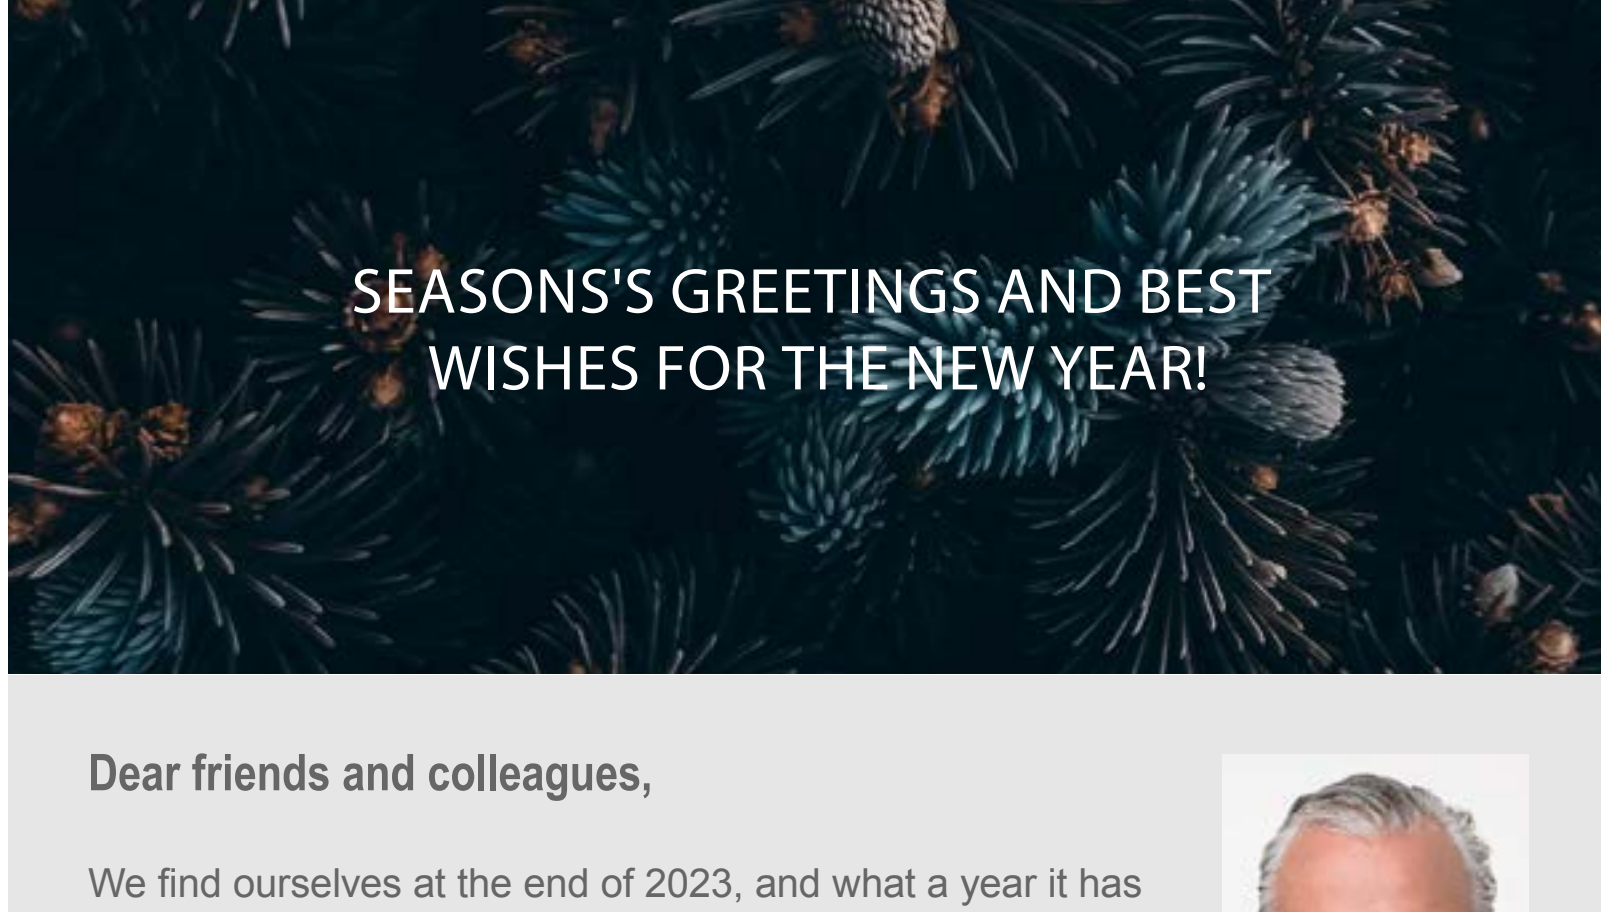 SEASONS'S GREETINGS AND BEST
WISHES FOR THE NEW YEAR!
Dear friends and colleagues,
We find ourselves at the end of 2023, and what a year it has